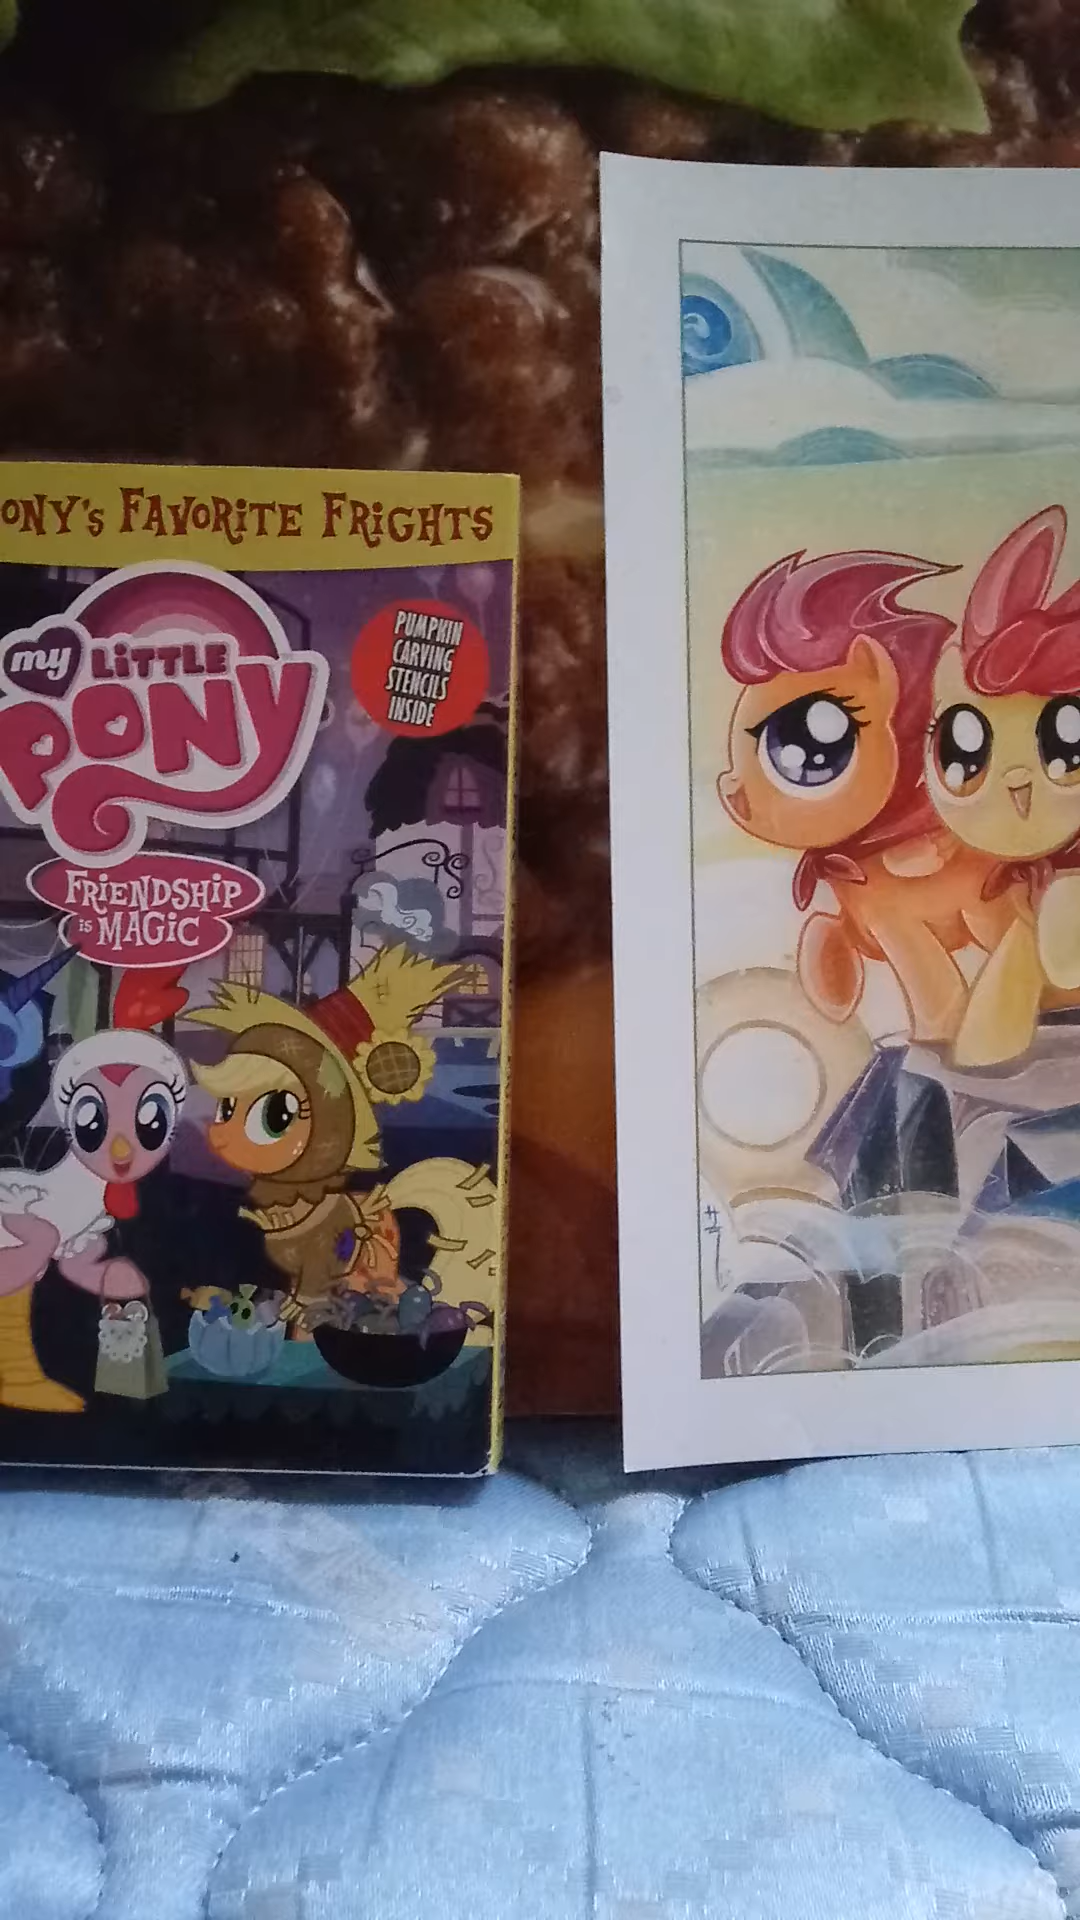 ONY'S FAVORITE FRIGHTS
my LITTLE
PONY
FRIENDSHIP
is MAGIC
PUMPKIN
CARVING
STENCILS
INSIDE